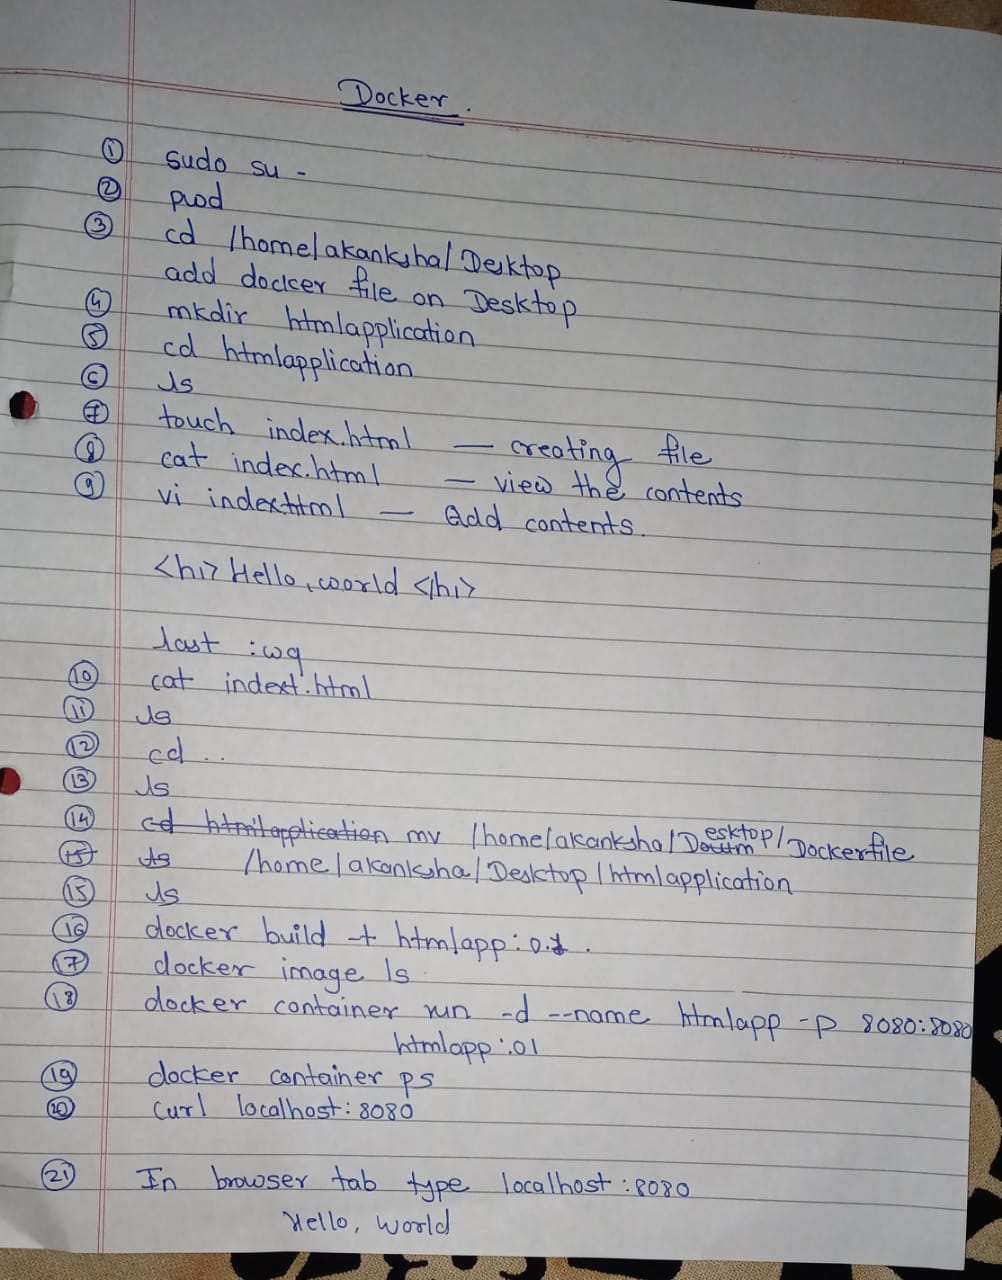 Docker.
① sudo su -
② pwd
③ cd /home/akanksha/Desktop
add docker file on Desktop
④ mkdir htmlapplication
⑤ cd htmlapplication
⑥ ls
⑦ touch index.html — creating file
⑧ cat index.html — view the contents
⑨ vi index.html — Add contents.
<h1> Hello, world </h1>
last :wq
⑩ cat indext.html
⑪ ls
⑫ cd ..
⑬ ls
⑭ cd htmlapplication mv /home/akanksha/Desktop/Dockerfile
⑮ ls /home/akanksha/Desktop/htmlapplication
⑮ ls
⑯ docker build -t htmlapp:0.1 .
⑰ docker image ls
⑱ docker container run -d --name htmlapp -p 8080:8080
htmlapp:.01
⑲ docker container ps
⑳ curl localhost:8080
㉑ In browser tab type localhost:8080
Hello, world